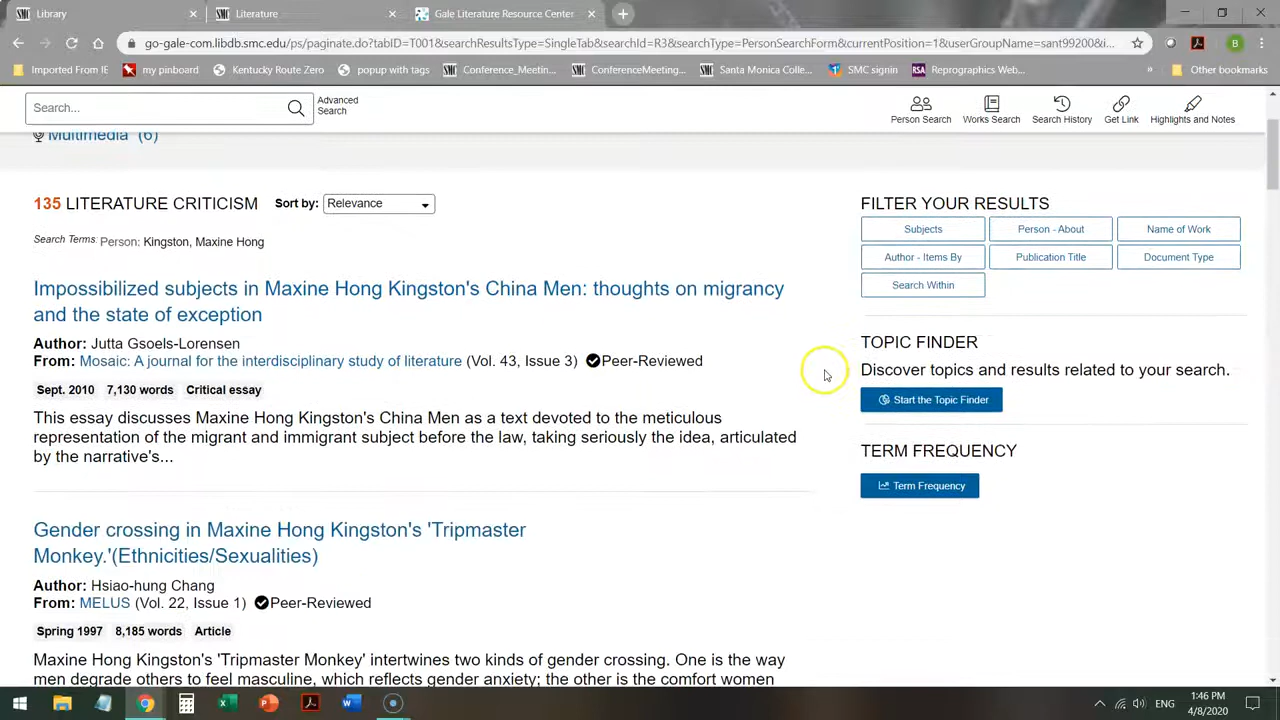 Library
Literature
Gale Literature Resource Center
go-gale-com.libdb.smc.edu/ps/paginate.do?tabID=T001&searchResultsType=SingleTab&searchId=R3&searchType=PersonSearchForm&currentPosition=1&userGroupName=sant99200&i...
B
Imported From IE
my pinboard
Kentucky Route Zero
popup with tags
Conference_Meetin...
ConferenceMeeting...
Santa Monica Colle...
SMC signin
Reprographics Web...
»
Other bookmarks
Search...
Advanced
Search
Person Search
Works Search
Search History
Get Link
Highlights and Notes
Multimedia (6)
135 LITERATURE CRITICISM
Sort by: Relevance
Search Terms: Person: Kingston, Maxine Hong
Impossibilized subjects in Maxine Hong Kingston's China Men: thoughts on migrancy
and the state of exception
Author: Jutta Gsoels-Lorensen
From: Mosaic: A journal for the interdisciplinary study of literature (Vol. 43, Issue 3) Peer-Reviewed
Sept. 2010 7,130 words Critical essay
This essay discusses Maxine Hong Kingston's China Men as a text devoted to the meticulous
representation of the migrant and immigrant subject before the law, taking seriously the idea, articulated
by the narrative's...
Gender crossing in Maxine Hong Kingston's 'Tripmaster
Monkey.'(Ethnicities/Sexualities)
Author: Hsiao-hung Chang
From: MELUS (Vol. 22, Issue 1) Peer-Reviewed
Spring 1997 8,185 words Article
Maxine Hong Kingston's 'Tripmaster Monkey' intertwines two kinds of gender crossing. One is the way
men degrade others to feel masculine, which reflects gender anxiety; the other is the comfort women
FILTER YOUR RESULTS
Subjects
Person - About
Name of Work
Author - Items By
Publication Title
Document Type
Search Within
TOPIC FINDER
Discover topics and results related to your search.
Start the Topic Finder
TERM FREQUENCY
Term Frequency
ENG
1:46 PM
4/8/2020